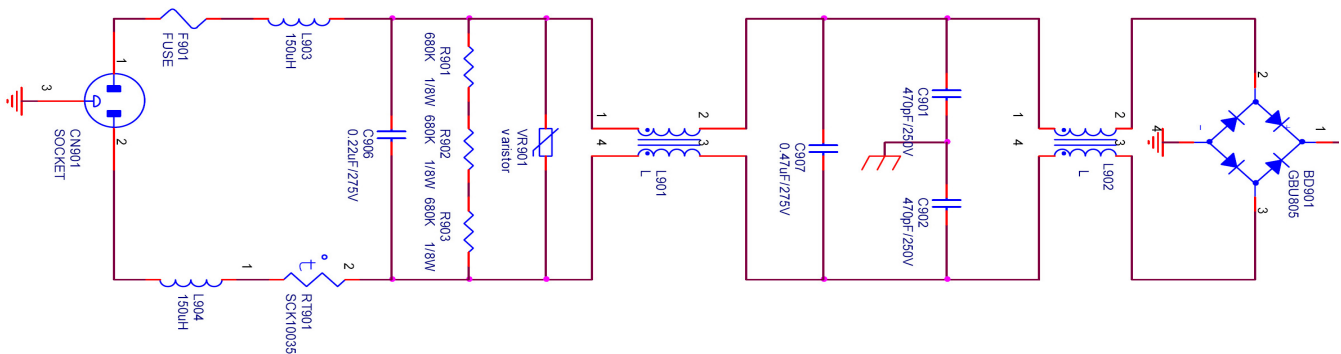 1
F901
FUSE
L903
150uH
3
CN901
SOCKET
2
R901
680K
1/8W
R902
680K
1/8W
R903
680K
1/8W
C906
0.22uF/275V
VR901
varistor
1
4
2
3
L901
L
C907
0.47uF/275V
C901
470pF/250V
C902
470pF/250V
1
4
2
3
L902
L
2
4
-
+
1
3
BD901
GBU805
L904
150uH
1
t°
2
RT901
SCK10035